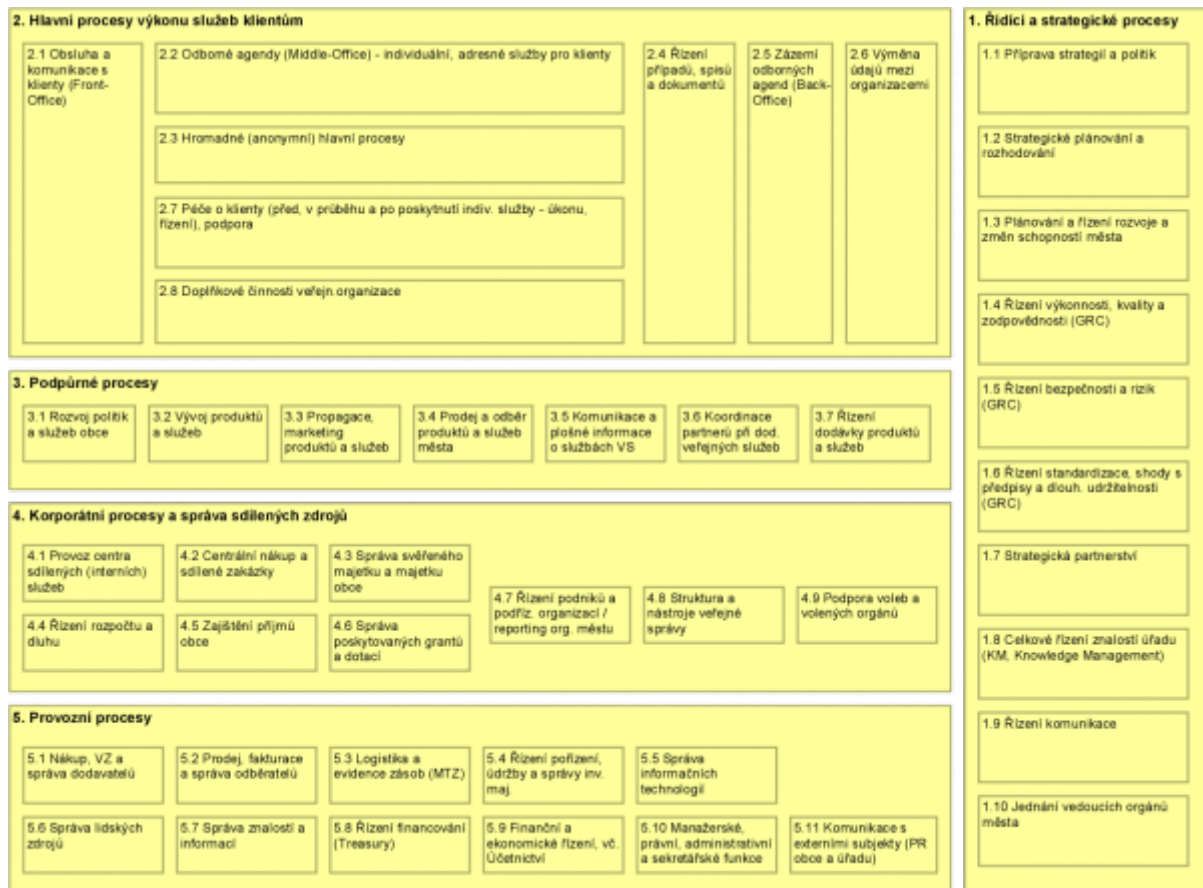 2. Hlavní procesy výkonu služeb klientům
2.1 Obsluha a
komunikace s
klienty (Front-
Office)
2.2 Odborné agendy (Middle-Office) - individuální, adresné služby pro klienty
2.3 Hromadné (anonymní) hlavní procesy
2.7 Péče o klienty (před, v průběhu a po poskytnutí indiv. služby - úkonu,
řízení), podpora
2.8 Doplňkové činnosti veřejn.organizace
2.4 Řízení
případů, spisů
a dokumentů
2.5 Zázemí
odborných
agend (Back-
Office)
2.6 Výměna
údajů mezi
organizacemi
3. Podpůrné procesy
3.1 Rozvoj politik
a služeb obce
3.2 Vývoj produktů
a služeb
3.3 Propagace,
marketing
produktů a služeb
3.4 Prodej a odběr
produktů a služeb
města
3.5 Komunikace a
plošné informace
o službách VS
3.6 Koordinace
partnerů při dod.
veřejných služeb
3.7 Řízení
dodávky produktů
a služeb
4. Korporátní procesy a správa sdílených zdrojů
4.1 Provoz centra
sdílených (interních)
služeb
4.2 Centrální nákup a
sdílené zakázky
4.3 Správa svěřeného
majetku a majetku
obce
4.4 Řízení rozpočtu a
dluhu
4.5 Zajištění příjmů
obce
4.6 Správa
poskytovaných grantů
a dotací
4.7 Řízení podniků a
podříz. organizací /
reporting org. městu
4.8 Struktura a
nástroje veřejné
správy
4.9 Podpora voleb a
volených orgánů
5. Provozní procesy
5.1 Nákup, VZ a
správa dodavatelů
5.2 Prodej, fakturace
a správa odběratelů
5.3 Logistika a
evidence zásob (MTZ)
5.4 Řízení pořízení,
údržby a správy inv.
maj.
5.5 Správa
informačních
technologií
5.6 Správa lidských
zdrojů
5.7 Správa znalostí a
informací
5.8 Řízení financování
(Treasury)
5.9 Finanční a
ekonomické řízení, vč.
Účetnictví
5.10 Manažerské,
právní, administrativní
a sekretářské funkce
5.11 Komunikace s
externími subjekty (PR
obce a úřadu)
1. Řídicí a strategické procesy
1.1 Příprava strategií a politik
1.2 Strategické plánování a
rozhodování
1.3 Plánování a řízení rozvoje a
změn schopností města
1.4 Řízení výkonnosti, kvality a
zodpovědnosti (GRC)
1.5 Řízení bezpečnosti a rizik
(GRC)
1.6 Řízení standardizace, shody s
předpisy a dlouh. udržitelnosti
(GRC)
1.7 Strategická partnerství
1.8 Celkové řízení znalostí úřadu
(KM, Knowledge Management)
1.9 Řízení komunikace
1.10 Jednání vedoucích orgánů
města